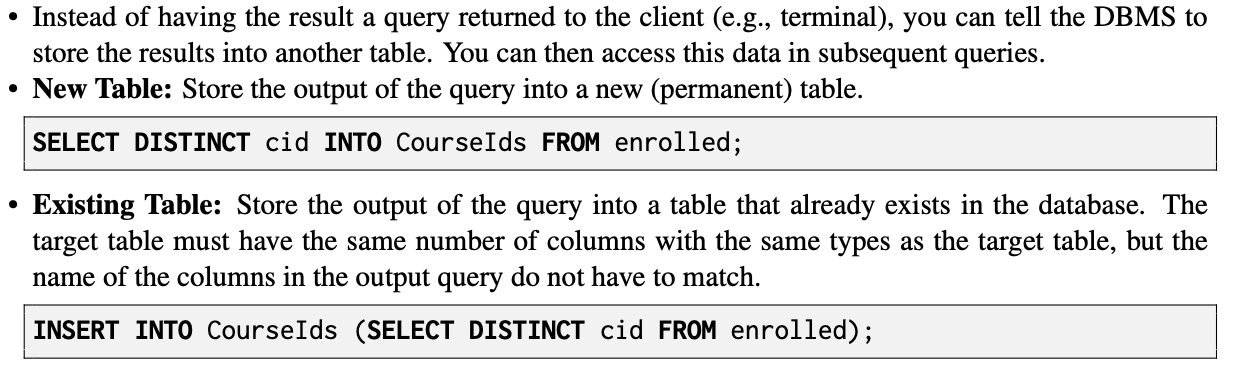 • Instead of having the result a query returned to the client (e.g., terminal), you can tell the DBMS to
store the results into another table. You can then access this data in subsequent queries.
• New Table: Store the output of the query into a new (permanent) table.
SELECT DISTINCT cid INTO CourseIds FROM enrolled;
• Existing Table: Store the output of the query into a table that already exists in the database. The
target table must have the same number of columns with the same types as the target table, but the
name of the columns in the output query do not have to match.
INSERT INTO CourseIds (SELECT DISTINCT cid FROM enrolled);